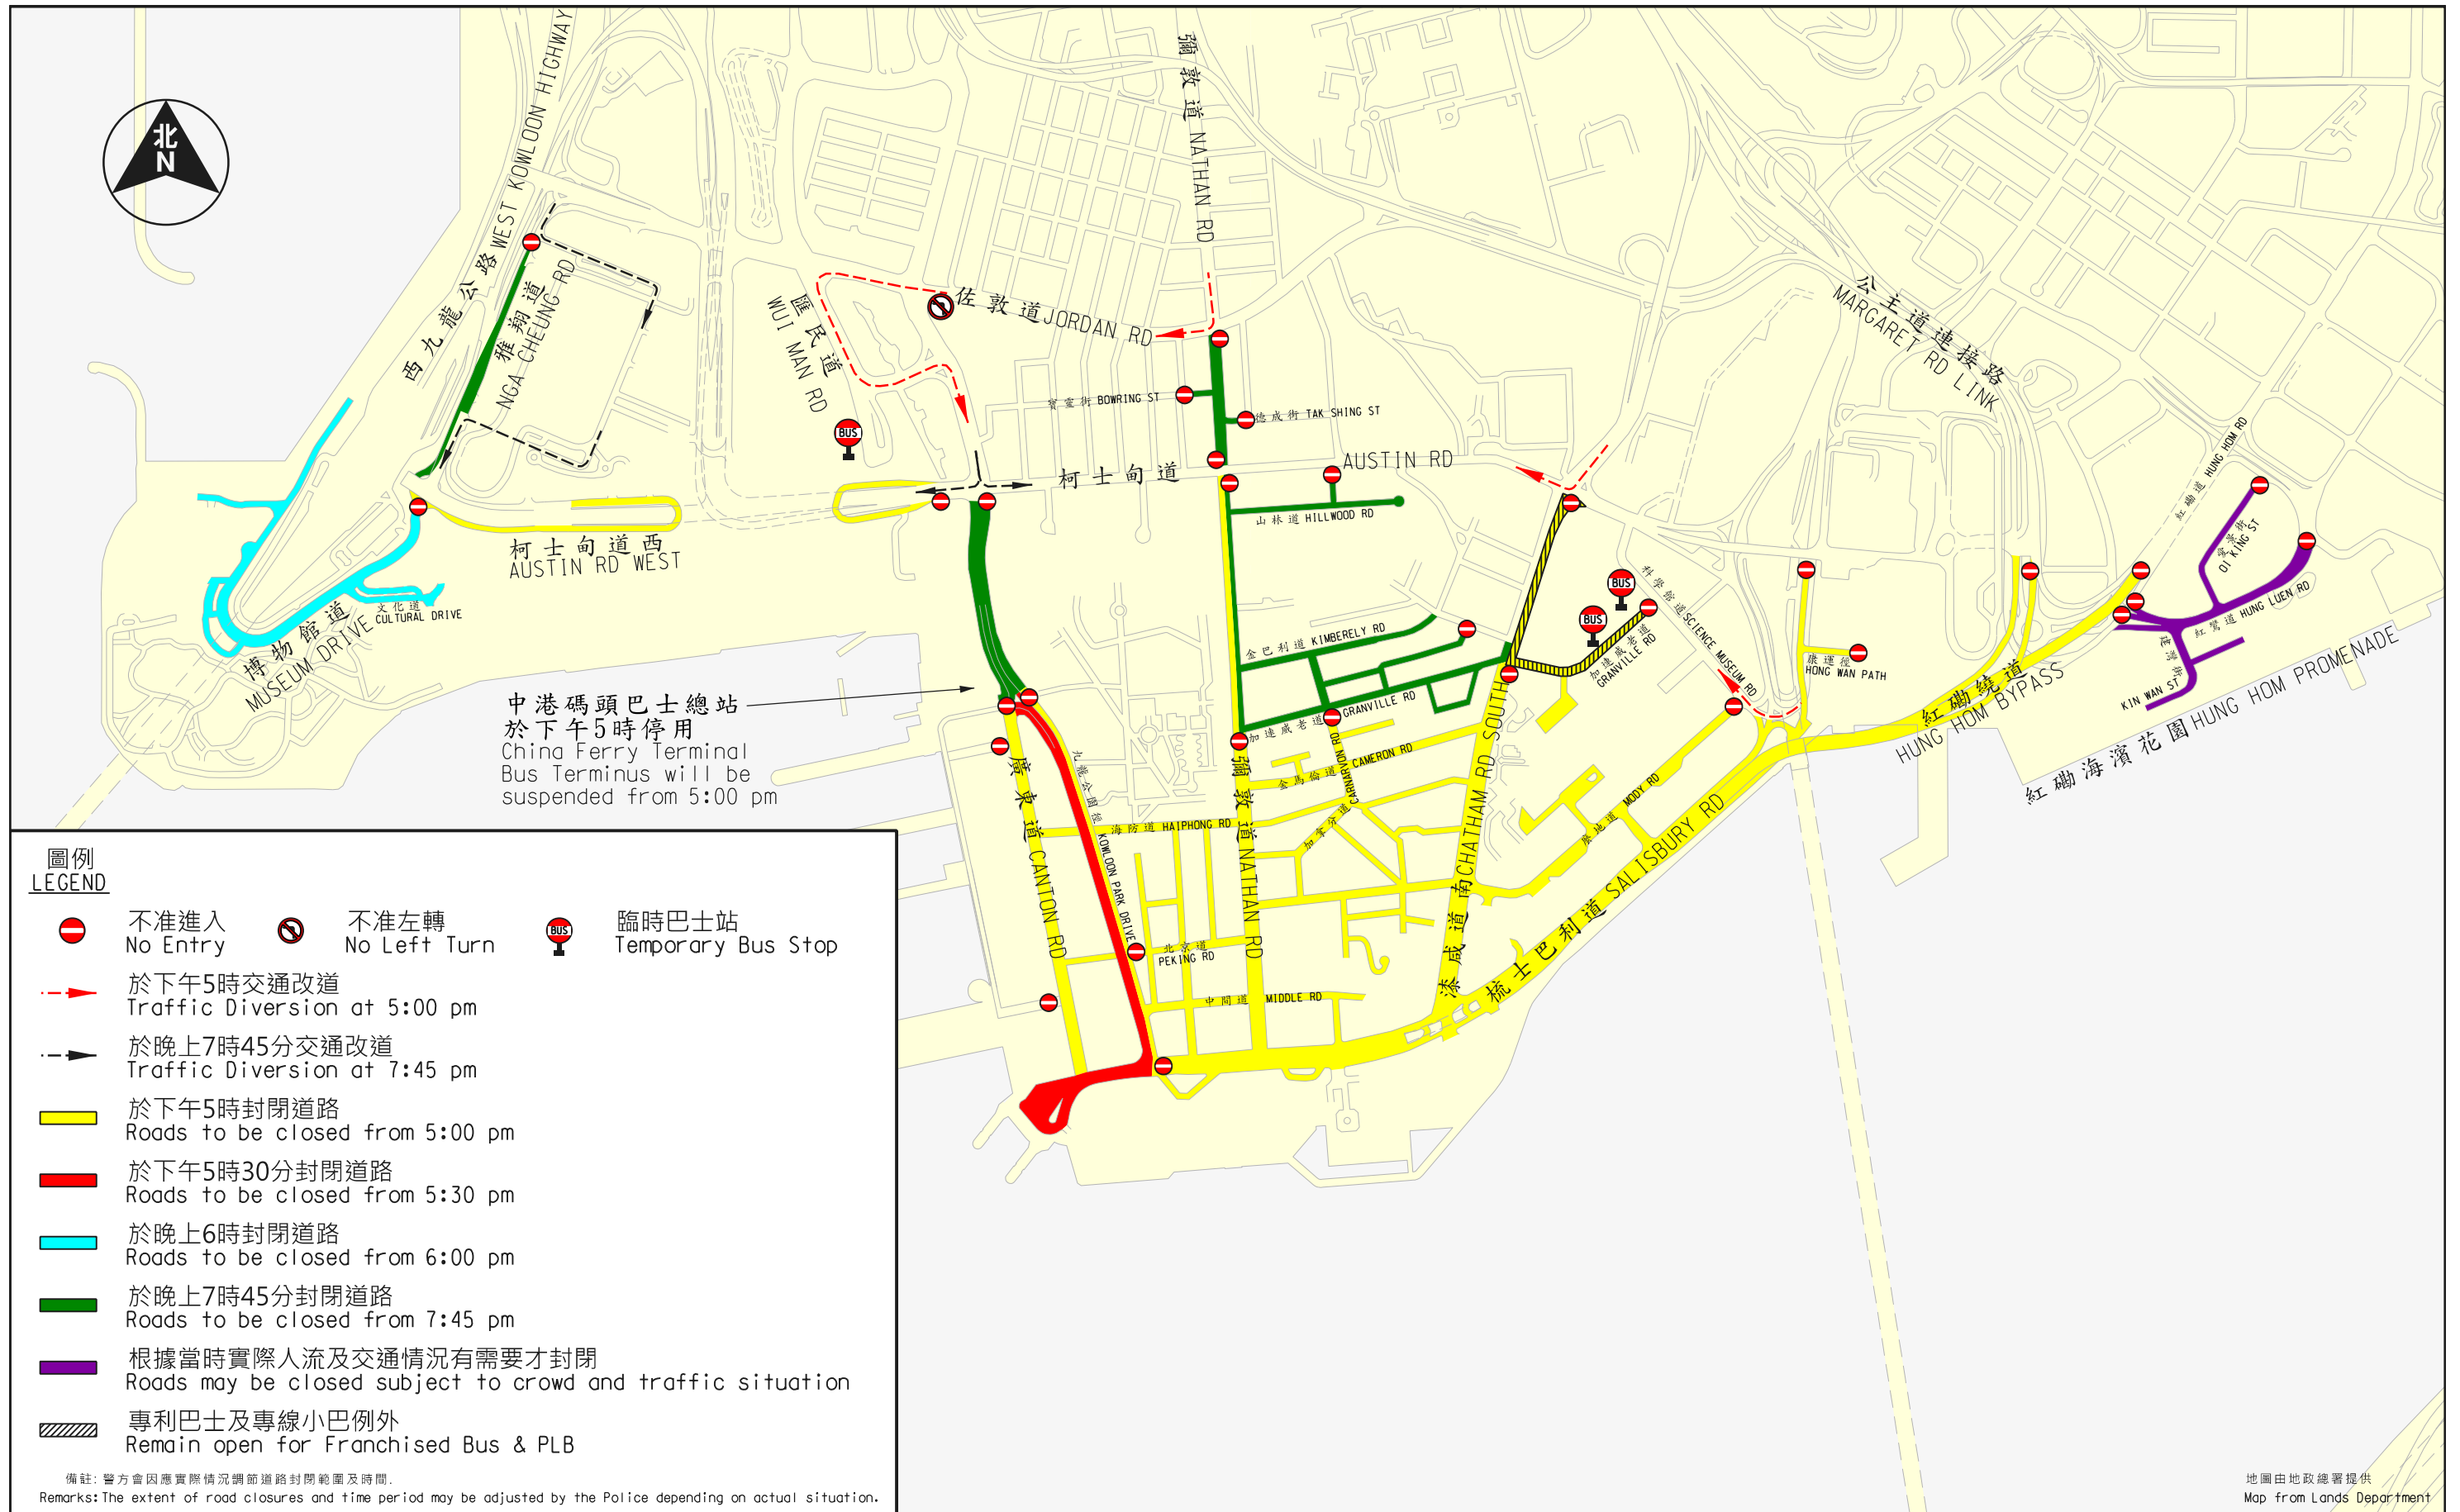 北
N
西九龍公路 WEST KOWLOON HIGHWAY
雅翔道
NGA CHEUNG RD
匯民道
WUI MAN RD
彌敦道 NATHAN RD
佐敦道 JORDAN RD
寶靈街 BOWRING ST
德成街 TAK SHING ST
柯士甸道 AUSTIN RD
山林道 HILLWOOD RD
BUS
柯士甸道西
AUSTIN RD WEST
文化道
CULTURAL DRIVE
博物館道
MUSEUM DRIVE
公主道連接路
MARGARET RD LINK
紅磡道 HUNG HOM RD
愛景街
OI KING ST
紅鸞道 HUNG LUEN RD
建灣街
KIN WAN ST
紅磡海濱花園 HUNG HOM PROMENADE
紅磡繞道
HUNG HOM BYPASS
康運徑
HONG WAN PATH
科學館道 SCIENCE MUSEUM RD
BUS
BUS
加連威老道
GRANVILLE RD
金巴利道 KIMBERELY RD
加連威老道 GRANVILLE RD
金馬倫道 CAMERON RD
加拿分道 CARNARVON RD
漆咸道南 CHATHAM RD SOUTH
麼地道 MODY RD
梳士巴利道 SALISBURY RD
中港碼頭巴士總站
於下午5時停用
China Ferry Terminal
Bus Terminus will be
suspended from 5:00 pm
廣東道 CANTON RD
九龍公園徑 KOWLOON PARK DRIVE
海防道 HAIPHONG RD
彌敦道 NATHAN RD
北京道
PEKING RD
中間道 MIDDLE RD
圖例
LEGEND
不准進入
No Entry
不准左轉
No Left Turn
BUS
臨時巴士站
Temporary Bus Stop
於下午5時交通改道
Traffic Diversion at 5:00 pm
於晚上7時45分交通改道
Traffic Diversion at 7:45 pm
於下午5時封閉道路
Roads to be closed from 5:00 pm
於下午5時30分封閉道路
Roads to be closed from 5:30 pm
於晚上6時封閉道路
Roads to be closed from 6:00 pm
於晚上7時45分封閉道路
Roads to be closed from 7:45 pm
根據當時實際人流及交通情況有需要才封閉
Roads may be closed subject to crowd and traffic situation
專利巴士及專線小巴例外
Remain open for Franchised Bus & PLB
備註: 警方會因應實際情況調節道路封閉範圍及時間.
Remarks:The extent of road closures and time period may be adjusted by the Police depending on actual situation.
地圖由地政總署提供
Map from Lands Department